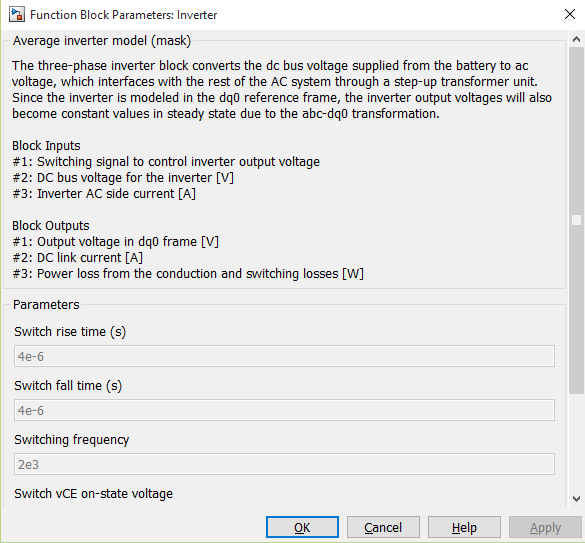 Function Block Parameters: Inverter
Average inverter model (mask)
The three-phase inverter block converts the dc bus voltage supplied from the battery to ac
voltage, which interfaces with the rest of the AC system through a step-up transformer unit.
Since the inverter is modeled in the dq0 reference frame, the inverter output voltages will also
become constant values in steady state due to the abc-dq0 transformation.
Block Inputs
#1: Switching signal to control inverter output voltage
#2: DC bus voltage for the inverter [V]
#3: Inverter AC side current [A]
Block Outputs
#1: Output voltage in dq0 frame [V]
#2: DC link current [A]
#3: Power loss from the conduction and switching losses [W]
Parameters
Switch rise time (s)
4e-6
Switch fall time (s)
4e-6
Switching frequency
2e3
Switch vCE on-state voltage
OK Cancel Help Apply